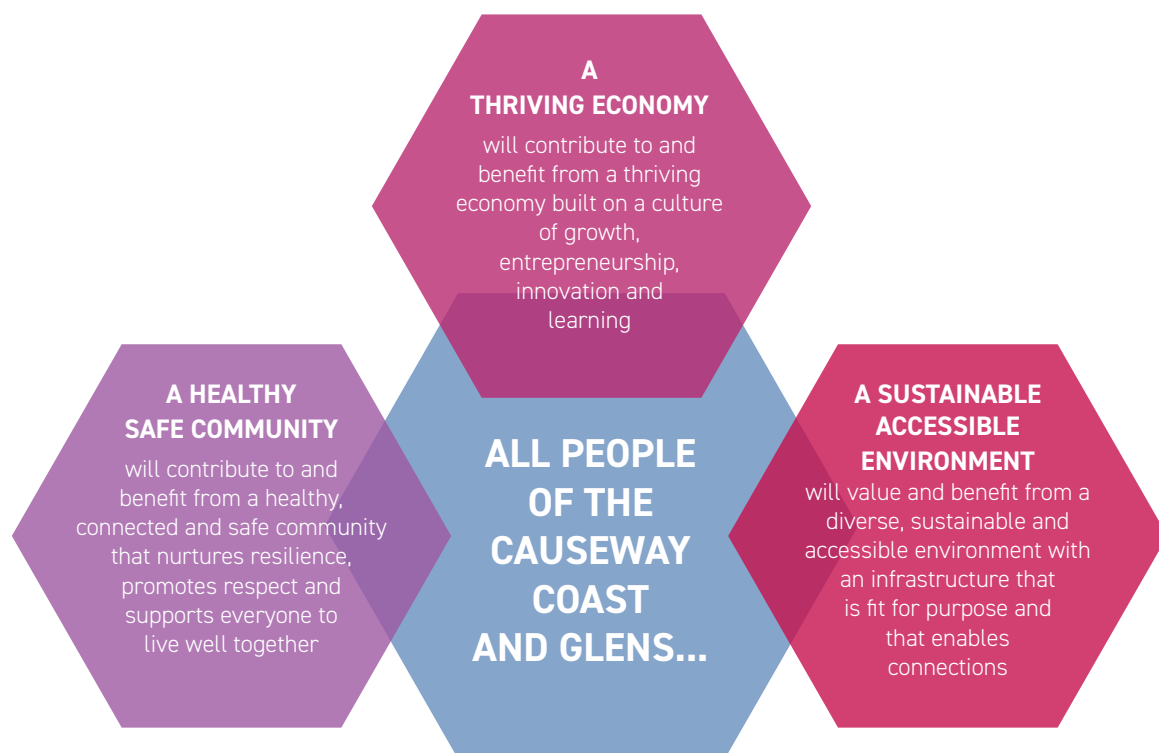 A
THRIVING ECONOMY
will contribute to and
benefit from a thriving
economy built on a culture
of growth,
entrepreneurship,
innovation and
learning
A HEALTHY
SAFE COMMUNITY
will contribute to and
benefit from a healthy,
connected and safe community
that nurtures resilience,
promotes respect and
supports everyone to
live well together
ALL PEOPLE
OF THE
CAUSEWAY
COAST
AND GLENS...
A SUSTAINABLE
ACCESSIBLE
ENVIRONMENT
will value and benefit from a
diverse, sustainable and
accessible environment with
an infrastructure that
is fit for purpose and
that enables
connections